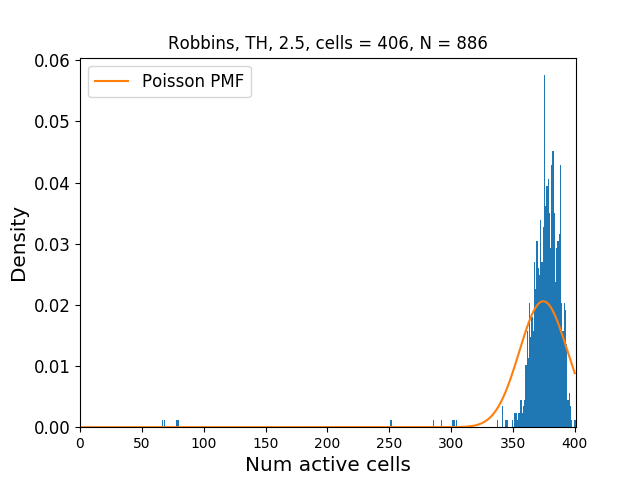 Robbins, TH, 2.5, cells = 406, N = 886
Poisson PMF
0.06
0.05
0.04
0.03
0.02
0.01
0.00
Density
0 50 100 150 200 250 300 350 400
Num active cells